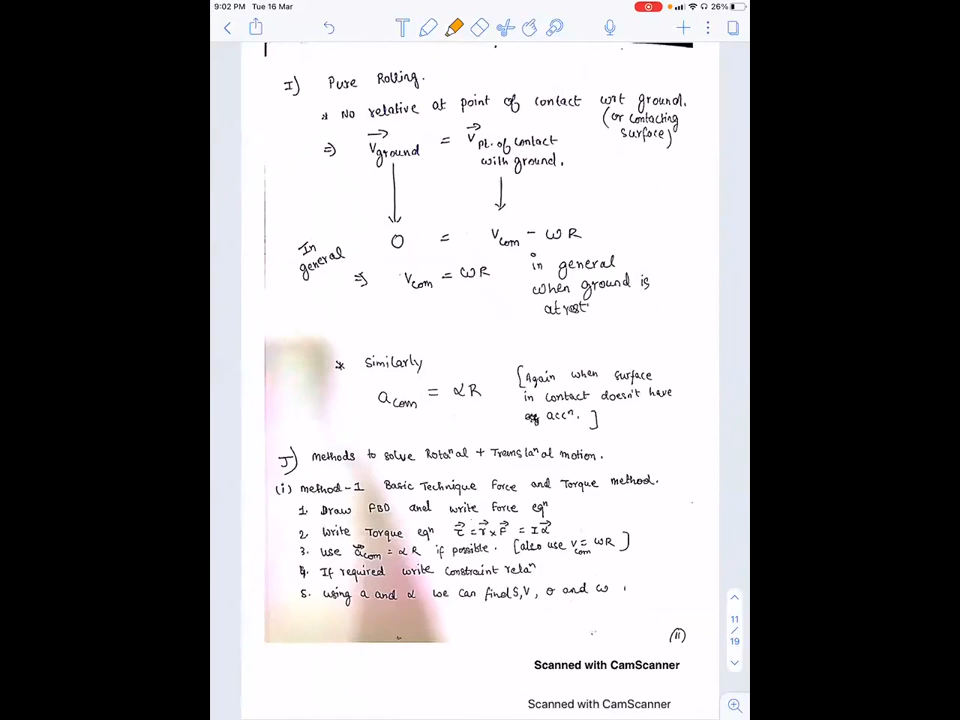 9:02 PM Tue 16 Mar
26%
I) Pure Rolling.
* No relative at point of contact wrt ground.
(or contacting surface)
⇒ v ground = v pt. of contact with ground.
0 = v com - ωR
In general ⇒ v com = ωR
in general
when ground is
at rest
* Similarly
a com = αR
[Again when surface
in contact doesn't have
accⁿ. ]
J) Methods to solve Rotaⁿal + Translaⁿal motion.
(i) method-1 Basic Technique Force and Torque method.
1. Draw FBD and write Force eqⁿ
2. Write Torque eqⁿ τ = r x F = Iα
3. use a com = αR if possible. [also use v com = ωR]
4. If required write constraint relaⁿ
5. using a and α we can find S, V, θ and ω
11
Scanned with CamScanner
Scanned with CamScanner
11
/
19